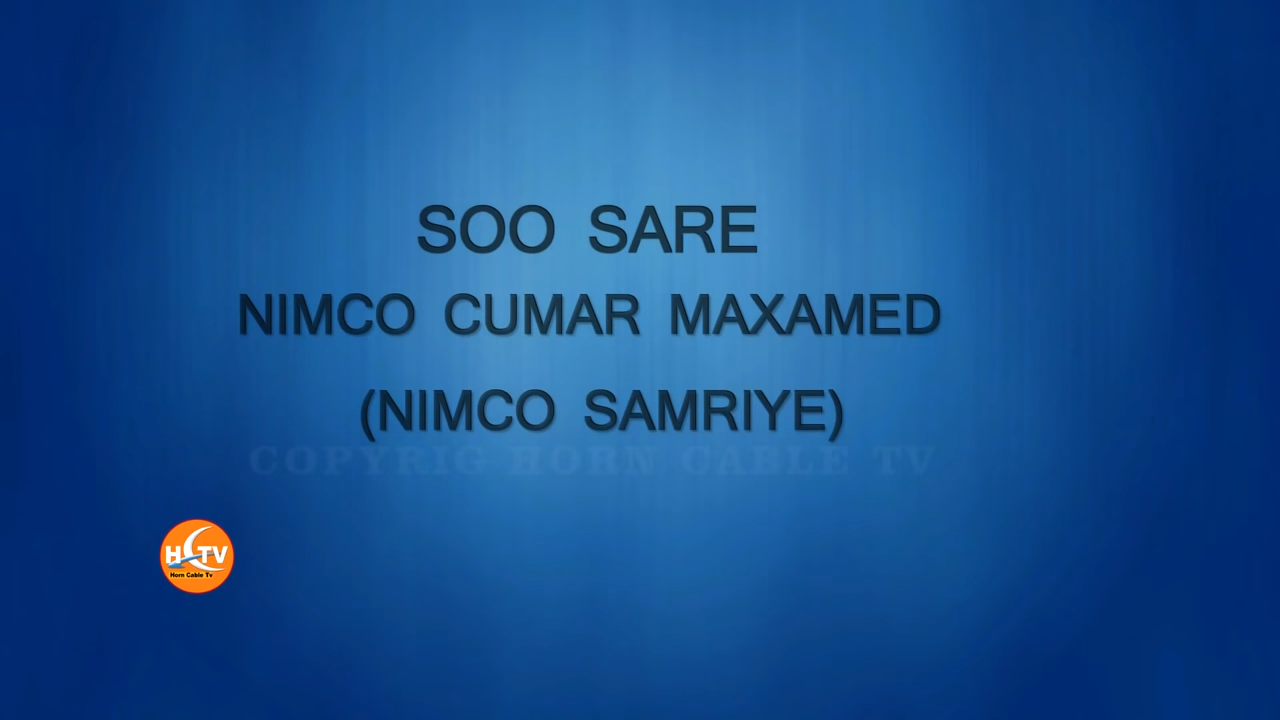 SOO SARE
NIMCO CUMAR MAXAMED
(NIMCO SAMRIYE)
COPYRIG HORN CABLE TV
HCTV
Horn Cable Tv